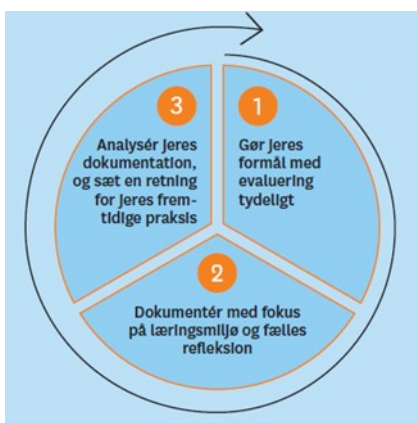 1
Gør jeres
formål med
evaluering
tydeligt
2
Dokumentér med fokus
på læringsmiljø og fælles
refleksion
3
Analysér jeres
dokumentation,
og sæt en retning
for jeres frem-
tidige praksis